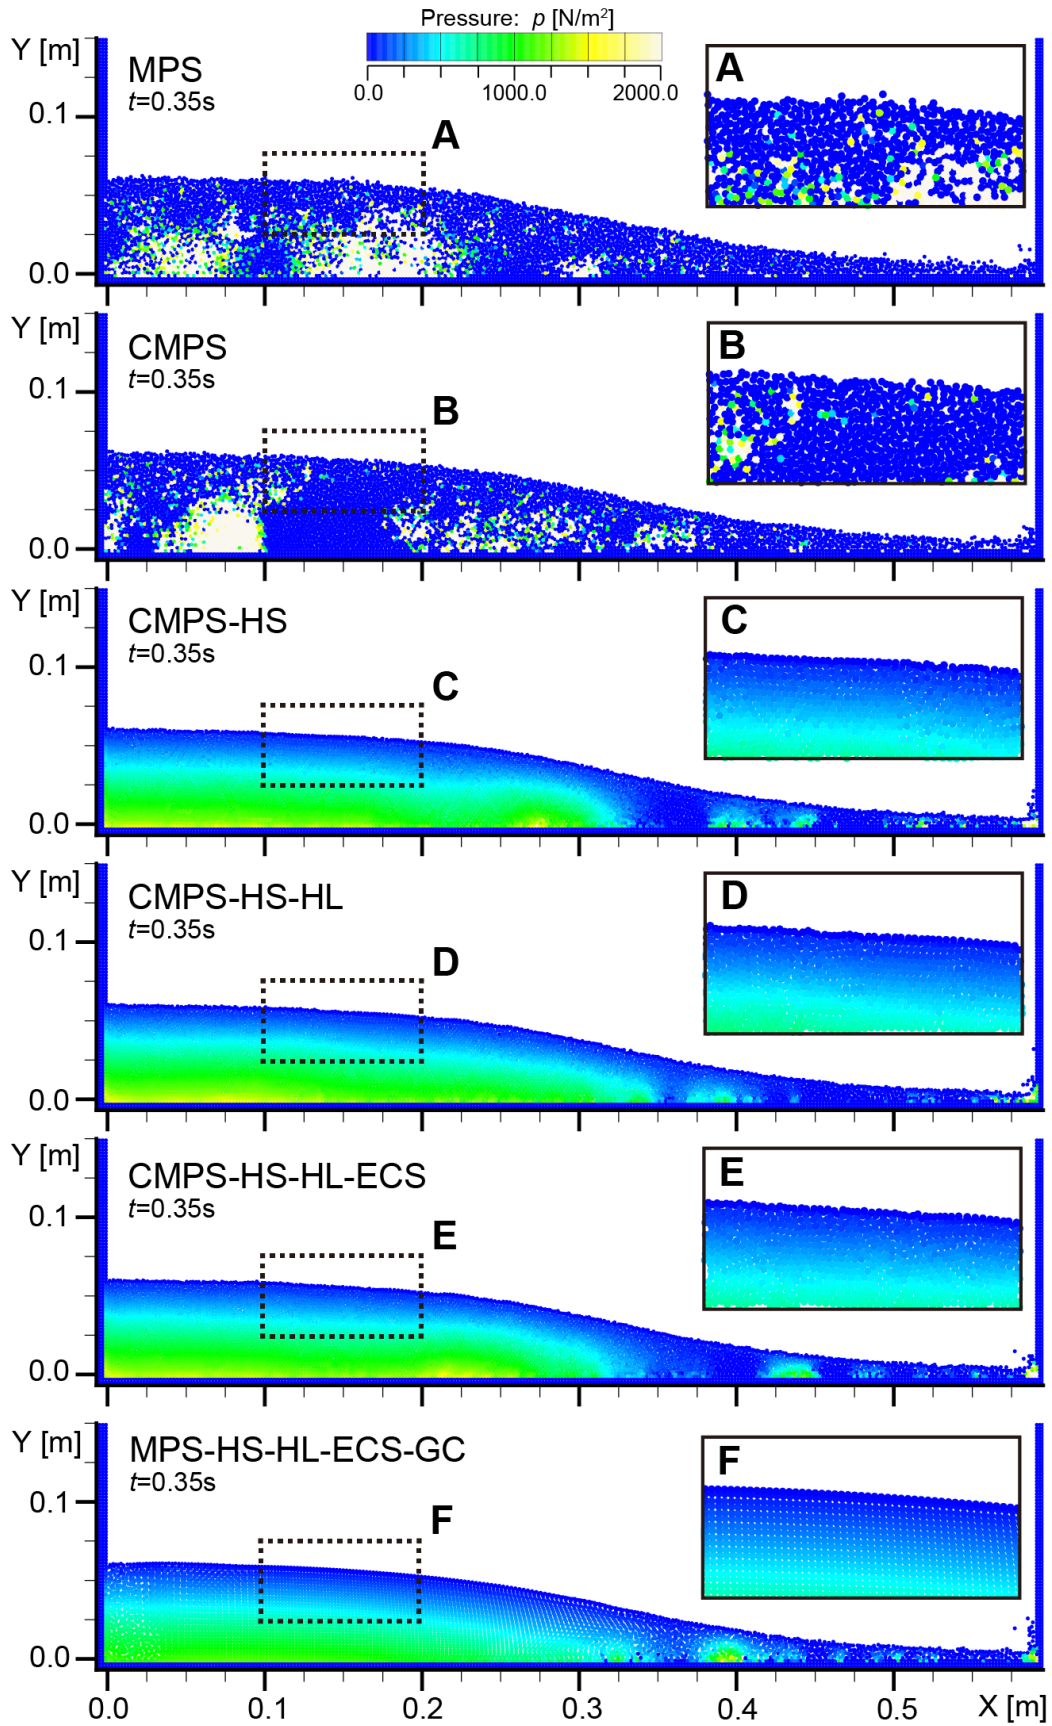 Pressure: p [N/m²]
0.0 1000.0 2000.0
Y [m]
MPS
t=0.35s
0.1
0.0
A
A
Y [m]
CMPS
t=0.35s
0.1
0.0
B
B
Y [m]
CMPS-HS
t=0.35s
0.1
0.0
C
C
Y [m]
CMPS-HS-HL
t=0.35s
0.1
0.0
D
D
Y [m]
CMPS-HS-HL-ECS
t=0.35s
0.1
0.0
E
E
Y [m]
MPS-HS-HL-ECS-GC
t=0.35s
0.1
0.0
F
F
0.0 0.1 0.2 0.3 0.4 0.5 X [m]